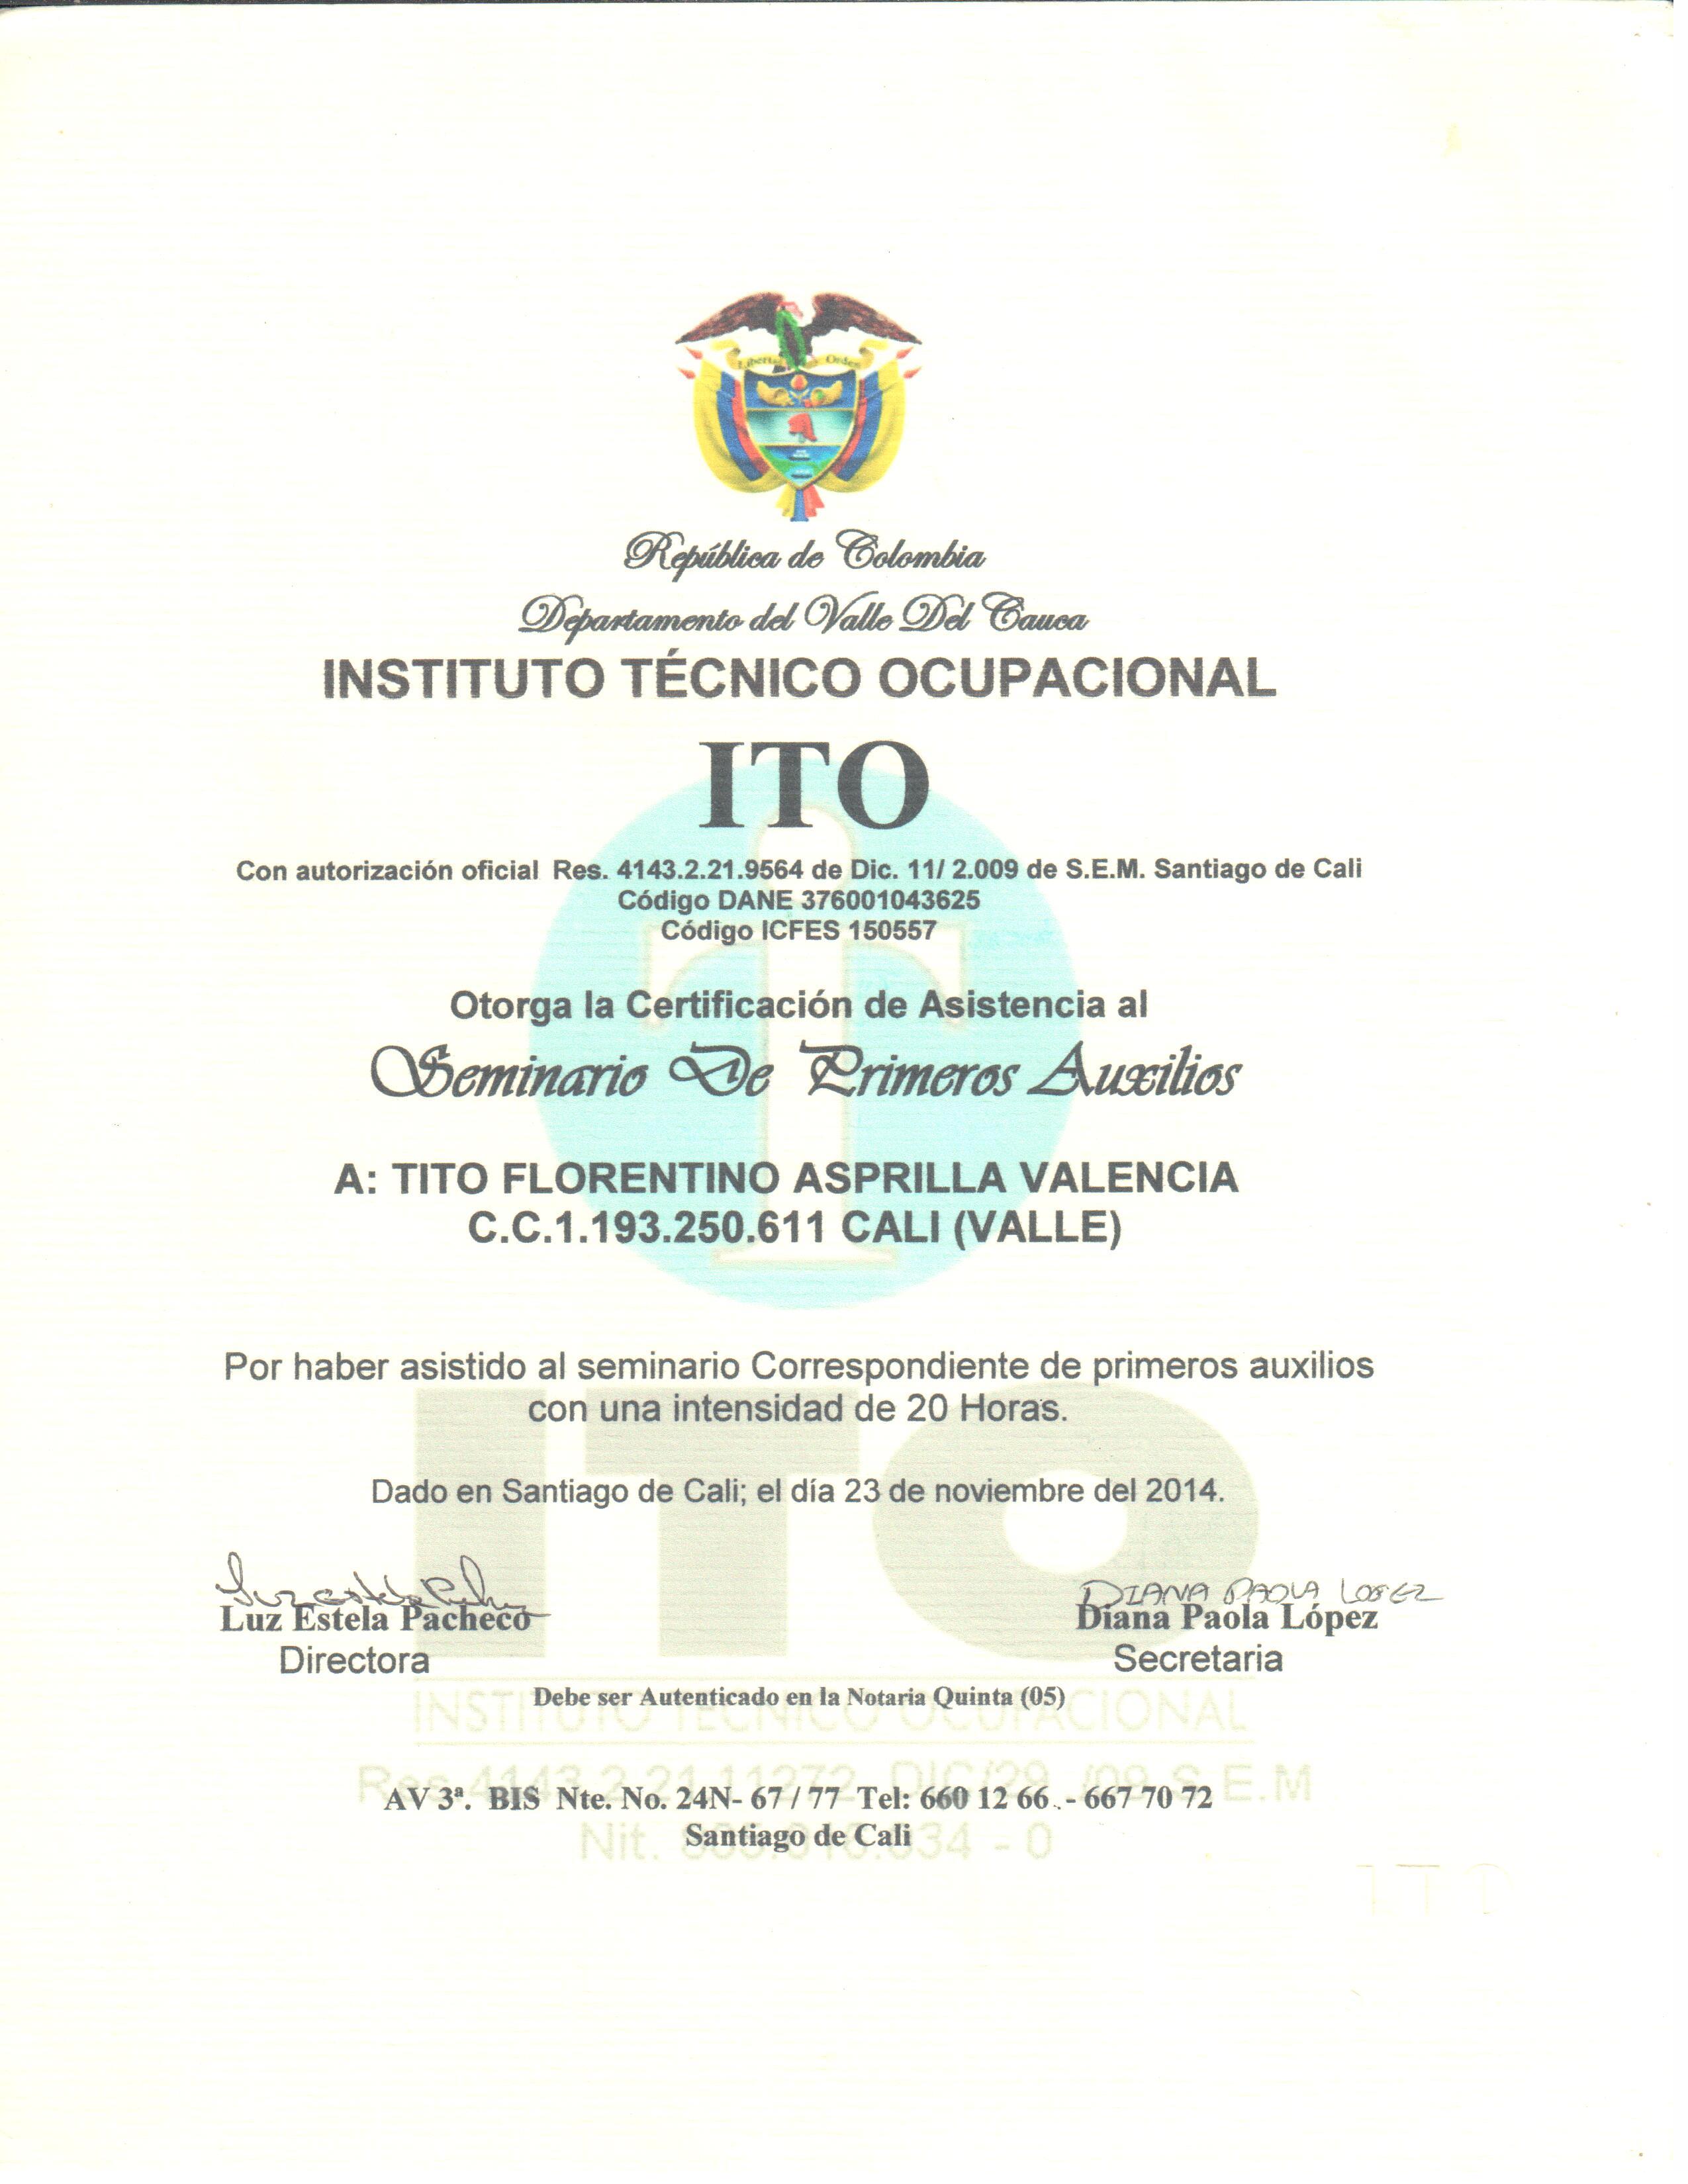 Libertad y Orden
República de Colombia
Departamento del Valle Del Cauca
INSTITUTO TÉCNICO OCUPACIONAL
ITO
Con autorización oficial Res. 4143.2.21.9564 de Dic. 11/ 2.009 de S.E.M. Santiago de Cali
Código DANE 376001043625
Código ICFES 150557
Otorga la Certificación de Asistencia al
Seminario De Primeros Auxilios
A: TITO FLORENTINO ASPRILLA VALENCIA
C.C.1.193.250.611 CALI (VALLE)
Por haber asistido al seminario Correspondiente de primeros auxilios
con una intensidad de 20 Horas.
Dado en Santiago de Cali; el día 23 de noviembre del 2014.
ITO
DIANA PAOLA LOPEZ
Luz Estela Pacheco Diana Paola López
Directora Secretaria
Debe ser Autenticado en la Notaria Quinta (05)
INSTITUTO TECNICO OCUPACIONAL
Res 4143.2.21.11272 DIC/29 /09 S.E.M
AV 3ª. BIS Nte. No. 24N- 67 / 77 Tel: 660 12 66 .- 667 70 72
Santiago de Cali
Nit. - 0
ITO